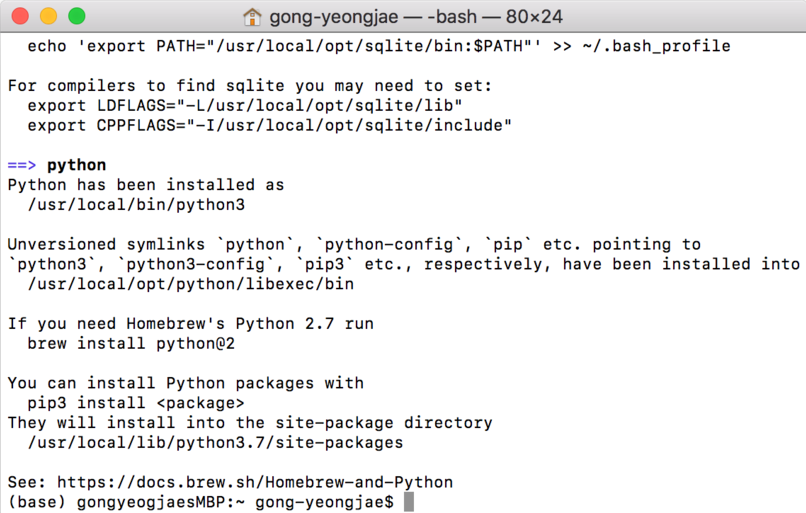 gong-yeongjae — -bash — 80×24
echo 'export PATH="/usr/local/opt/sqlite/bin:$PATH"' >> ~/.bash_profile
For compilers to find sqlite you may need to set:
export LDFLAGS="-L/usr/local/opt/sqlite/lib"
export CPPFLAGS="-I/usr/local/opt/sqlite/include"
==> python
Python has been installed as
/usr/local/bin/python3
Unversioned symlinks `python`, `python-config`, `pip` etc. pointing to
`python3`, `python3-config`, `pip3` etc., respectively, have been installed into
/usr/local/opt/python/libexec/bin
If you need Homebrew's Python 2.7 run
brew install python@2
You can install Python packages with
pip3 install <package>
They will install into the site-package directory
/usr/local/lib/python3.7/site-packages
See: https://docs.brew.sh/Homebrew-and-Python
(base) gongyeogjaesMBP:~ gong-yeongjae$